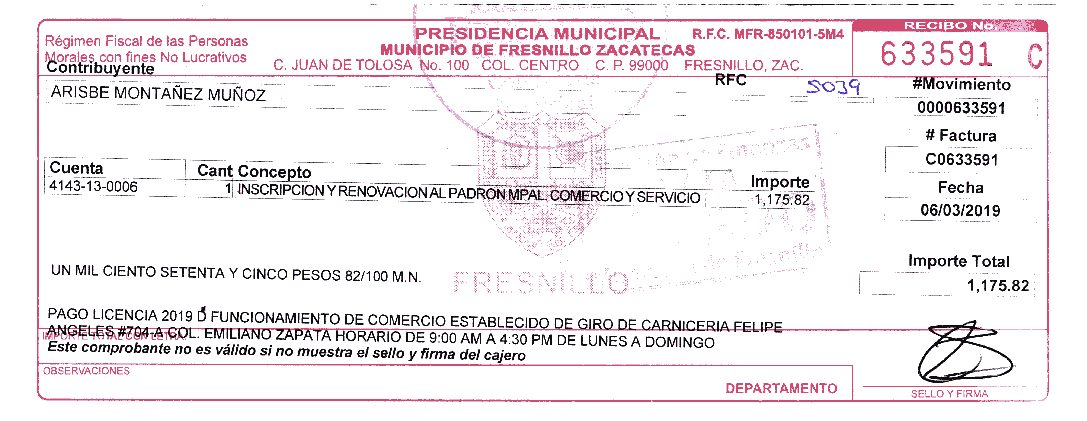 Régimen Fiscal de las Personas
Morales con fines No Lucrativos
PRESIDENCIA MUNICIPAL
R.F.C. MFR-850101-5M4
MUNICIPIO DE FRESNILLO ZACATECAS
C. JUAN DE TOLOSA No. 100 COL. CENTRO C. P. 99000 FRESNILLO, ZAC.
RECIBO No.
633591 C
Contribuyente
RFC
5039
ARISBE MONTAÑEZ MUÑOZ
#Movimiento
0000633591
# Factura
C0633591
Fecha
06/03/2019
Cuenta Cant Concepto Importe
4143-13-0006 1 INSCRIPCION Y RENOVACION AL PADRON MPAL. COMERCIO Y SERVICIO 1,175.82
FRESNILLO
Importe Total
1,175.82
UN MIL CIENTO SETENTA Y CINCO PESOS 82/100 M.N.
PAGO LICENCIA 2019 D FUNCIONAMIENTO DE COMERCIO ESTABLECIDO DE GIRO DE CARNICERIA FELIPE
ANGELES #704-A COL. EMILIANO ZAPATA HORARIO DE 9:00 AM A 4:30 PM DE LUNES A DOMINGO
IMPORTE TOTAL CON LETRA
Este comprobante no es válido si no muestra el sello y firma del cajero
OBSERVACIONES
DEPARTAMENTO
SELLO Y FIRMA